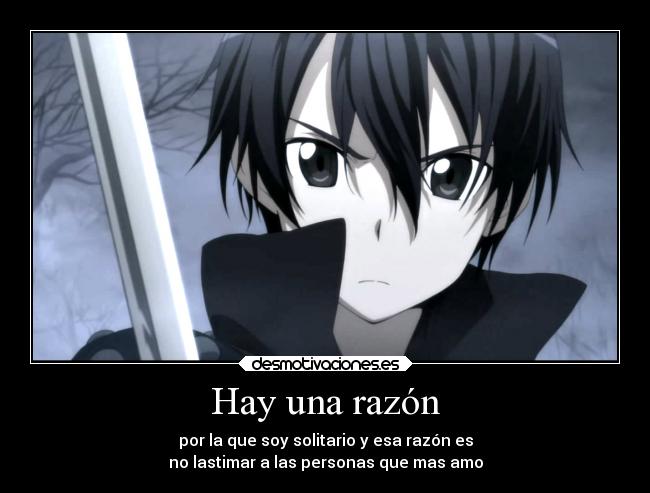 desmotivaciones.es
Hay una razón
por la que soy solitario y esa razón es
no lastimar a las personas que mas amo